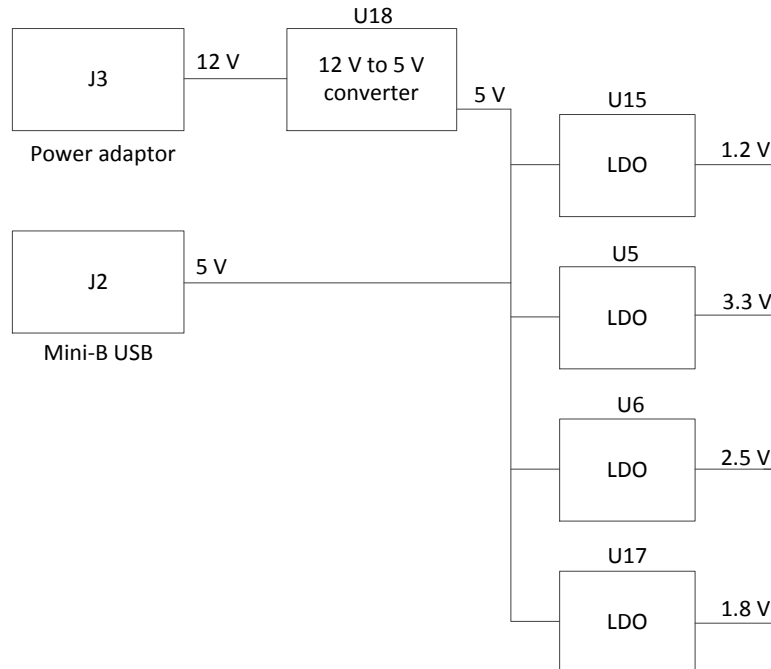 U18
J3
12 V
12 V to 5 V
converter
5 V
Power adaptor
U15
LDO
1.2 V
J2
5 V
Mini-B USB
U5
LDO
3.3 V
U6
LDO
2.5 V
U17
LDO
1.8 V